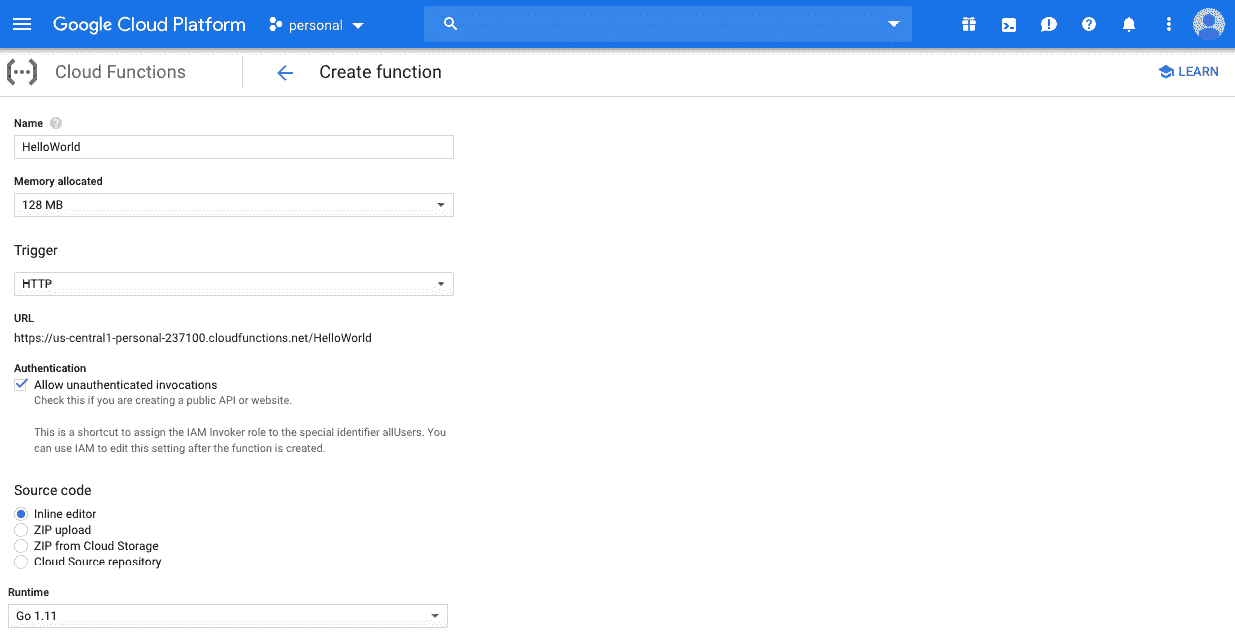 Google Cloud Platform personal
Cloud Functions Create function LEARN
Name
HelloWorld
Memory allocated
128 MB
Trigger
HTTP
URL
https://us-central1-personal-237100.cloudfunctions.net/HelloWorld
Authentication
Allow unauthenticated invocations
Check this if you are creating a public API or website.
This is a shortcut to assign the IAM Invoker role to the special identifier allUsers. You
can use IAM to edit this setting after the function is created.
Source code
Inline editor
ZIP upload
ZIP from Cloud Storage
Cloud Source repository
Runtime
Go 1.11